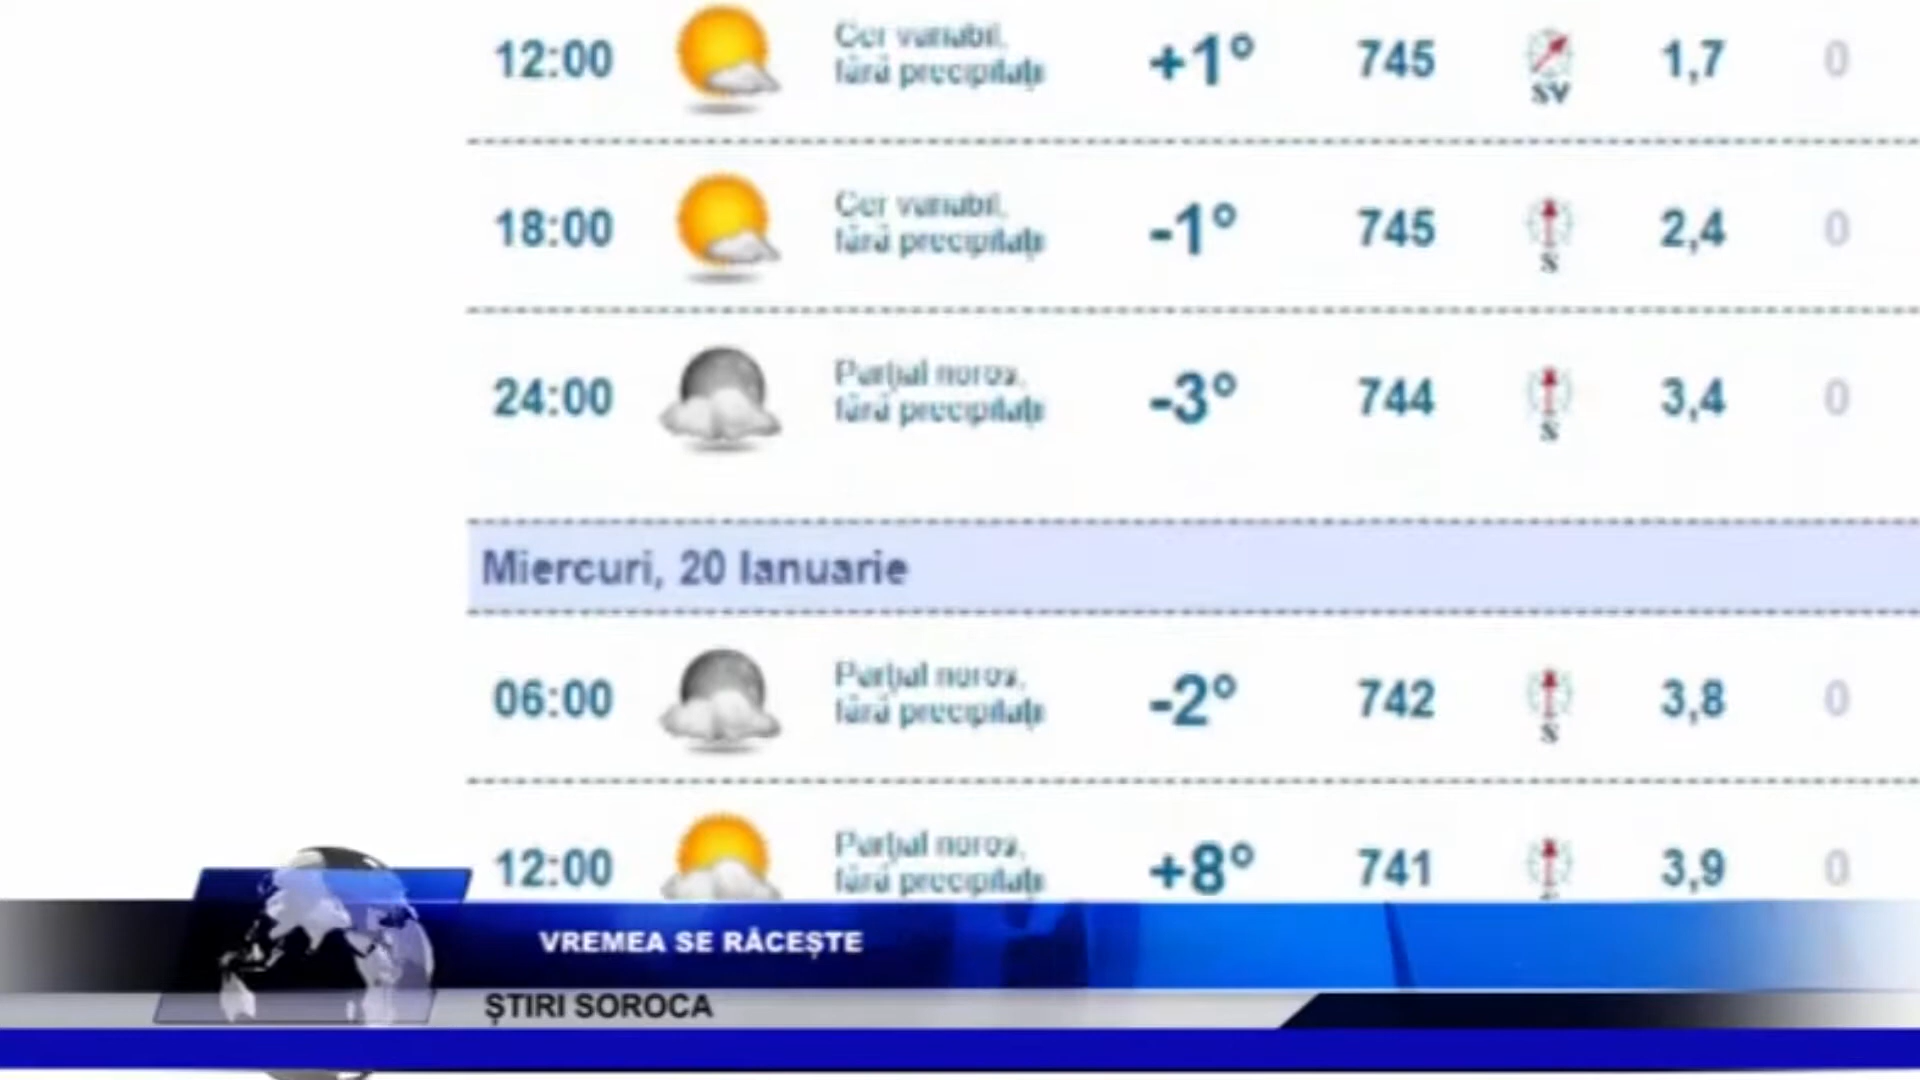 12:00 Cer variabil, fără precipitații +1° 745 SV 1,7 0
18:00 Cer variabil, fără precipitații -1° 745 S 2,4 0
24:00 Parțial noros, fără precipitații -3° 744 S 3,4 0
Miercuri, 20 Ianuarie
06:00 Parțial noros, fără precipitații -2° 742 S 3,8 0
12:00 Parțial noros, fără precipitații +8° 741 3,9 0
VREMEA SE RĂCEȘTE
ȘTIRI SOROCA